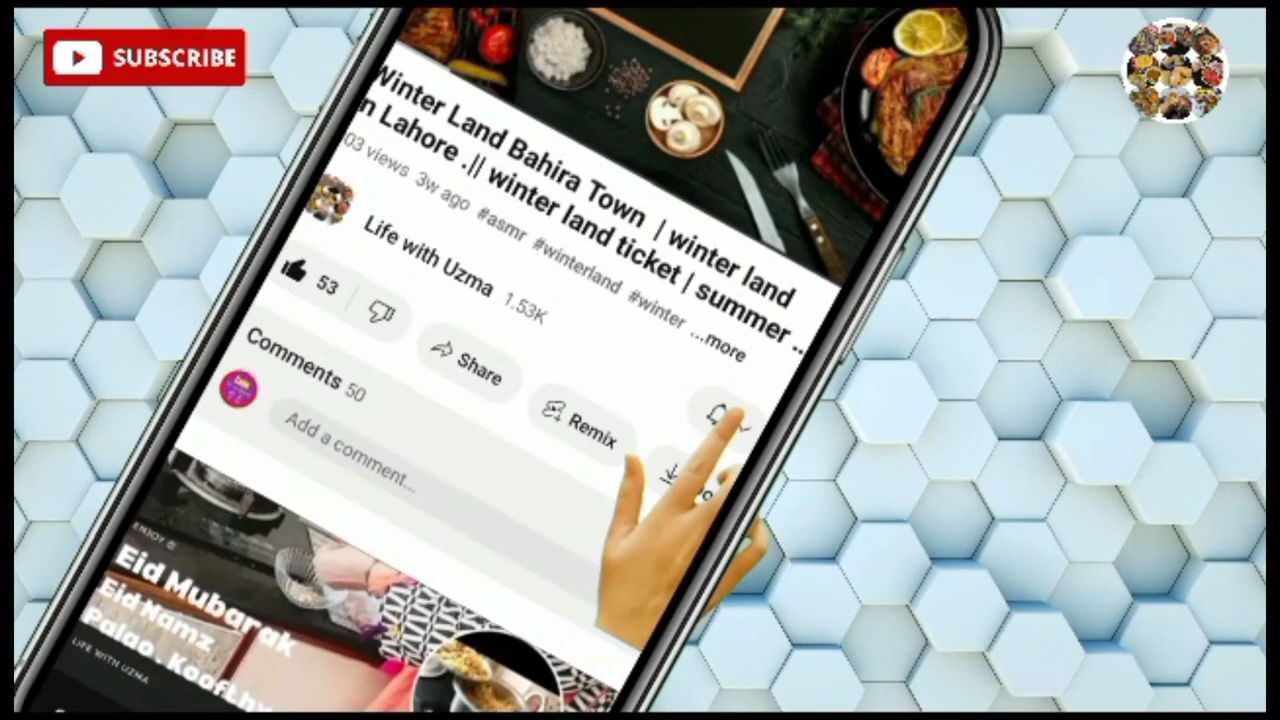 SUBSCRIBE
Winter Land Bahira Town | winter land
n Lahore .|| winter land ticket | summer ..
03 views 3w ago #asmr #winterland #winter ...more
Life with Uzma 1.53K
53
Share
Remix
Comments 50
Add a comment...
ENJOY
Eid Mubarak
Eid Namz
Palao, Koofthy
LIFE WITH UZMA